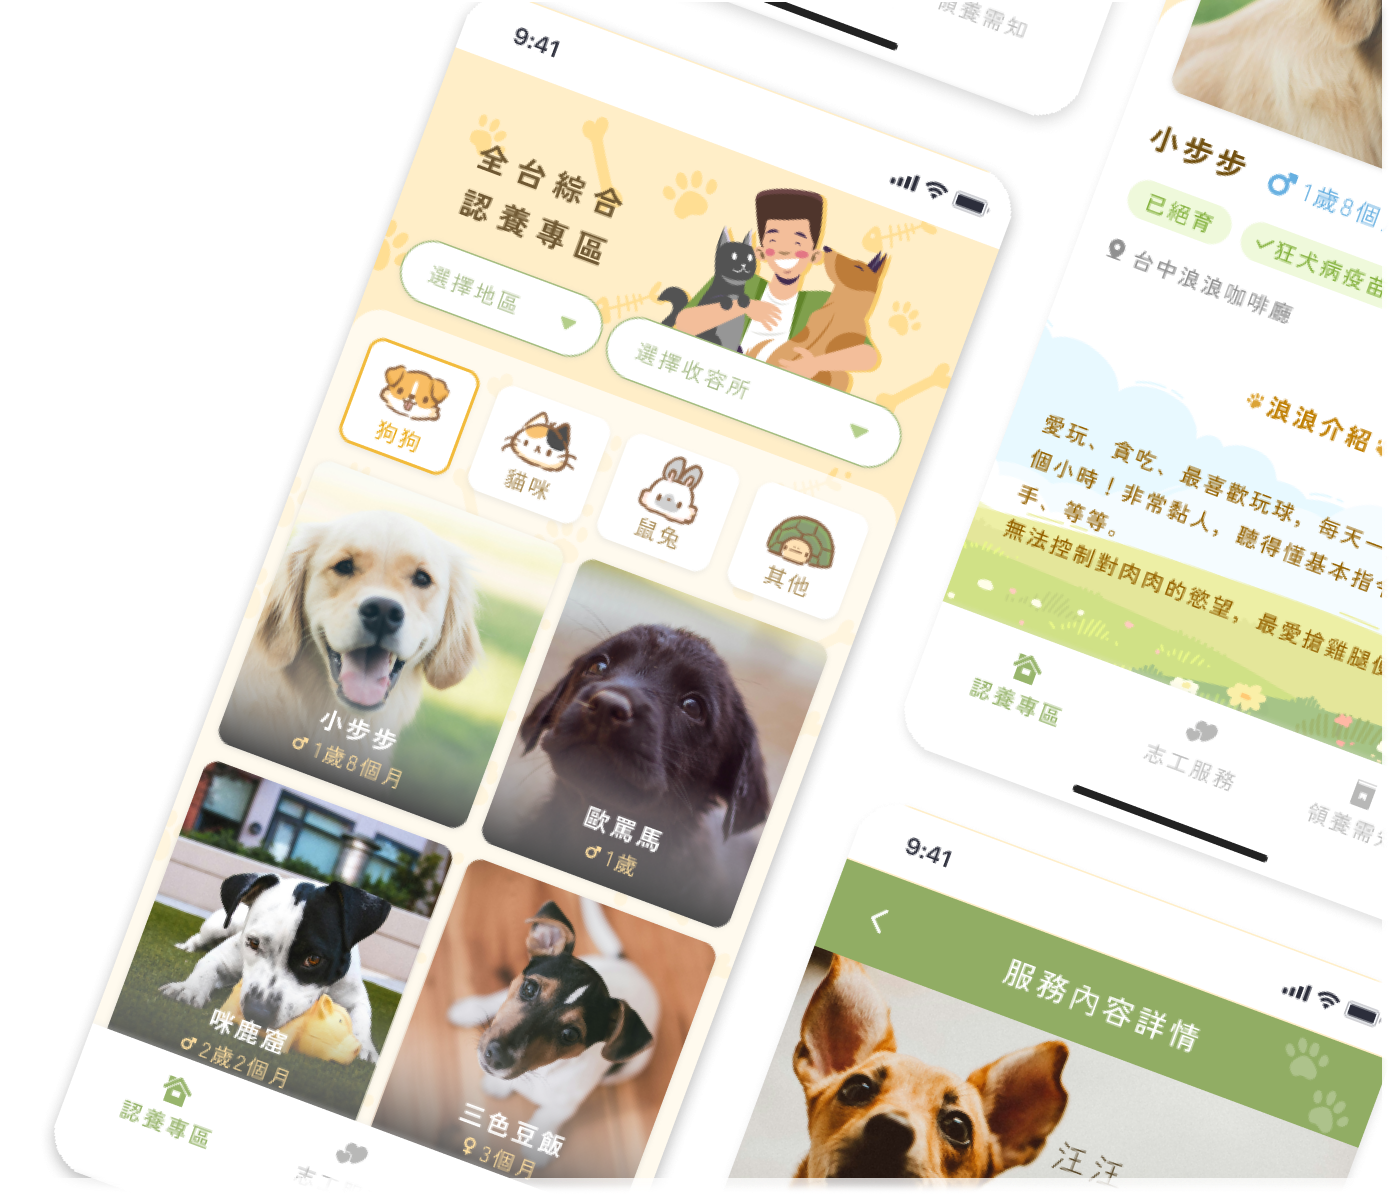 領養需知
9:41
全台綜合
認養專區
選擇地區
選擇收容所
狗狗
貓咪
鼠兔
其他
小步步
1歲8個月
歐罵馬
1歲
咪鹿窟
2歲2個月
三色豆飯
3個月
認養專區
小步步
1歲8個
已絕育
狂犬病疫苗
台中浪浪咖啡廳
浪浪介紹
愛玩、貪吃、最喜歡玩球，每天一
個小時！非常黏人，聽得懂基本指令
手、等等。
無法控制對肉肉的慾望，最愛搶雞腿
認養專區
志工服務
領養需知
9:41
服務內容詳情
汪汪